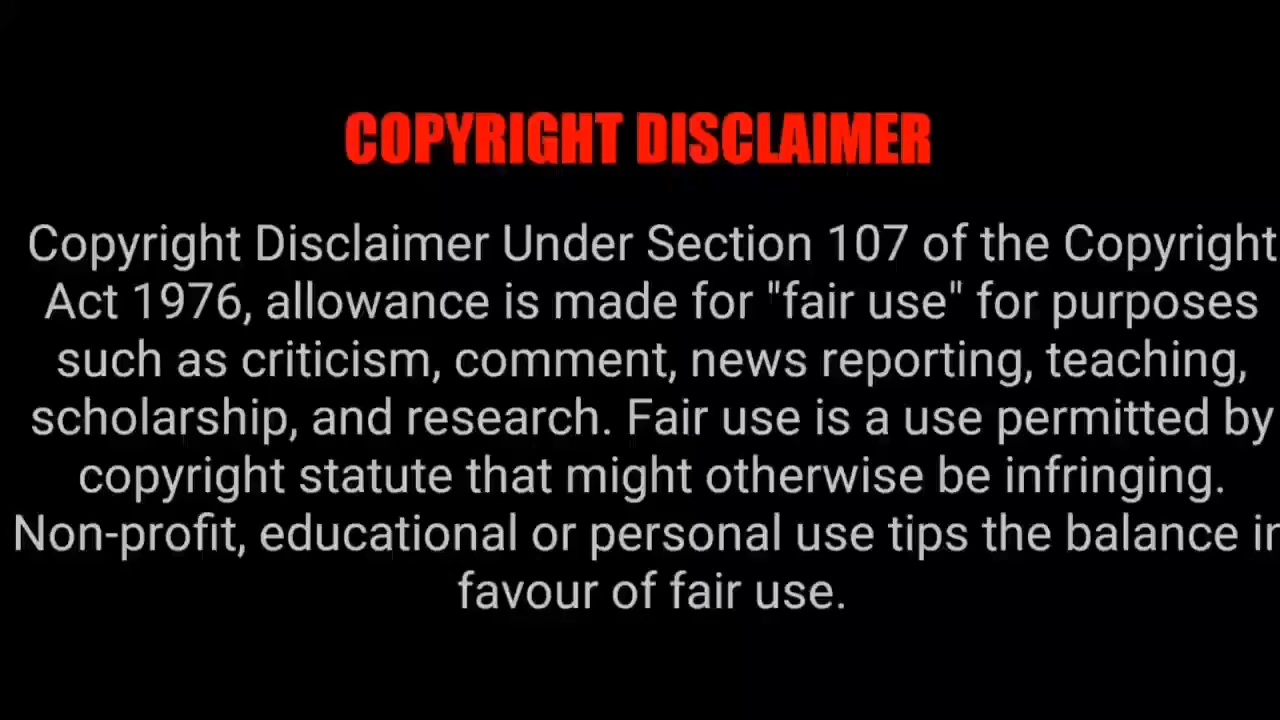 COPYRIGHT DISCLAIMER
Copyright Disclaimer Under Section 107 of the Copyright
Act 1976, allowance is made for "fair use" for purposes
such as criticism, comment, news reporting, teaching,
scholarship, and research. Fair use is a use permitted by
copyright statute that might otherwise be infringing.
Non-profit, educational or personal use tips the balance in
favour of fair use.